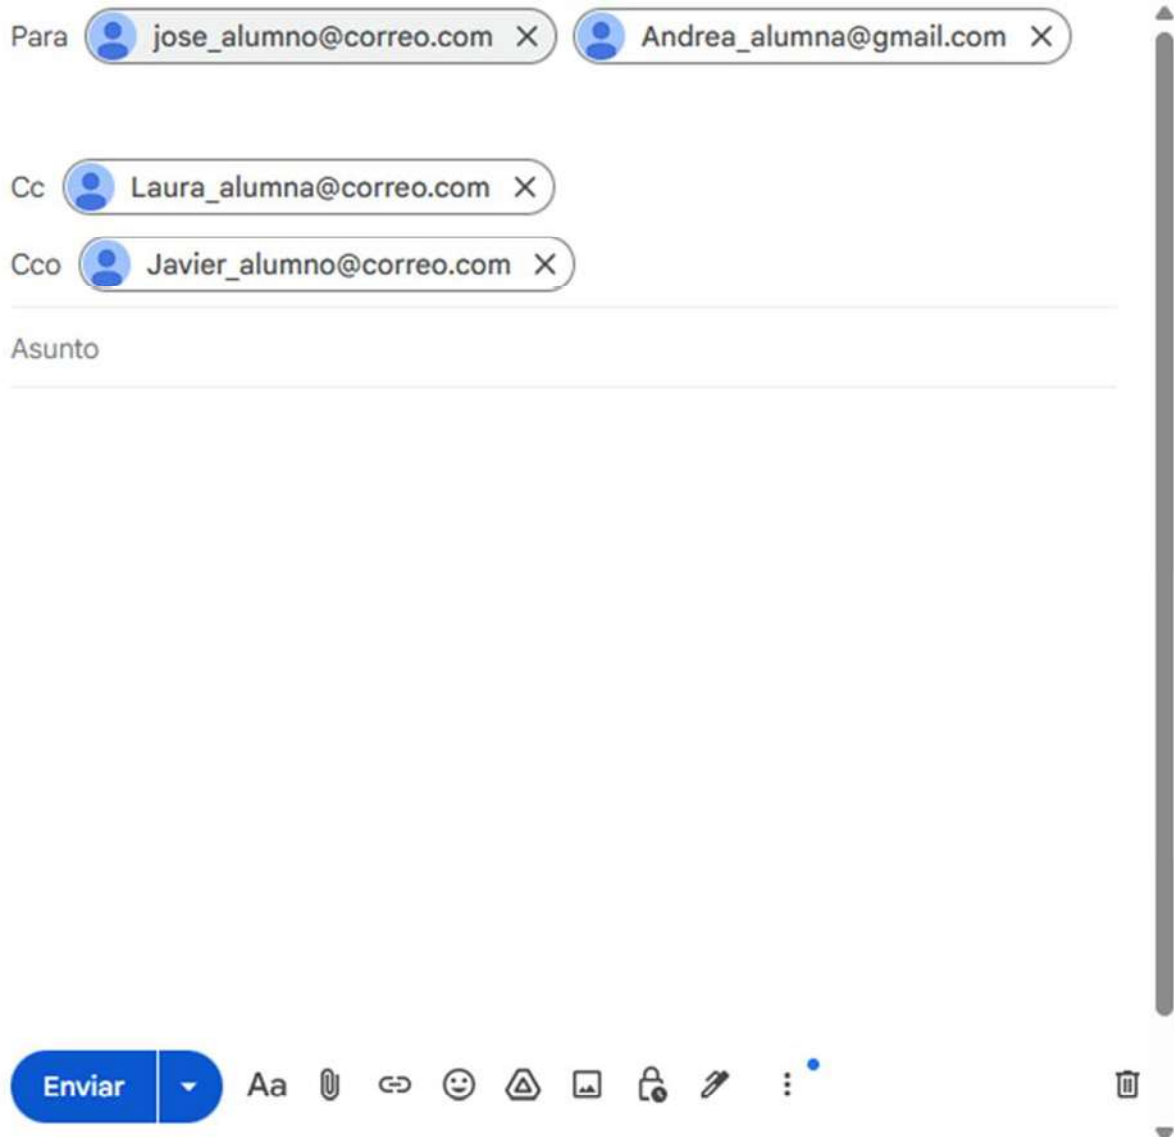 Para jose_alumno@correo.com Andrea_alumna@gmail.com
Cc Laura_alumna@correo.com
Cco Javier_alumno@correo.com
Asunto
Enviar Aa